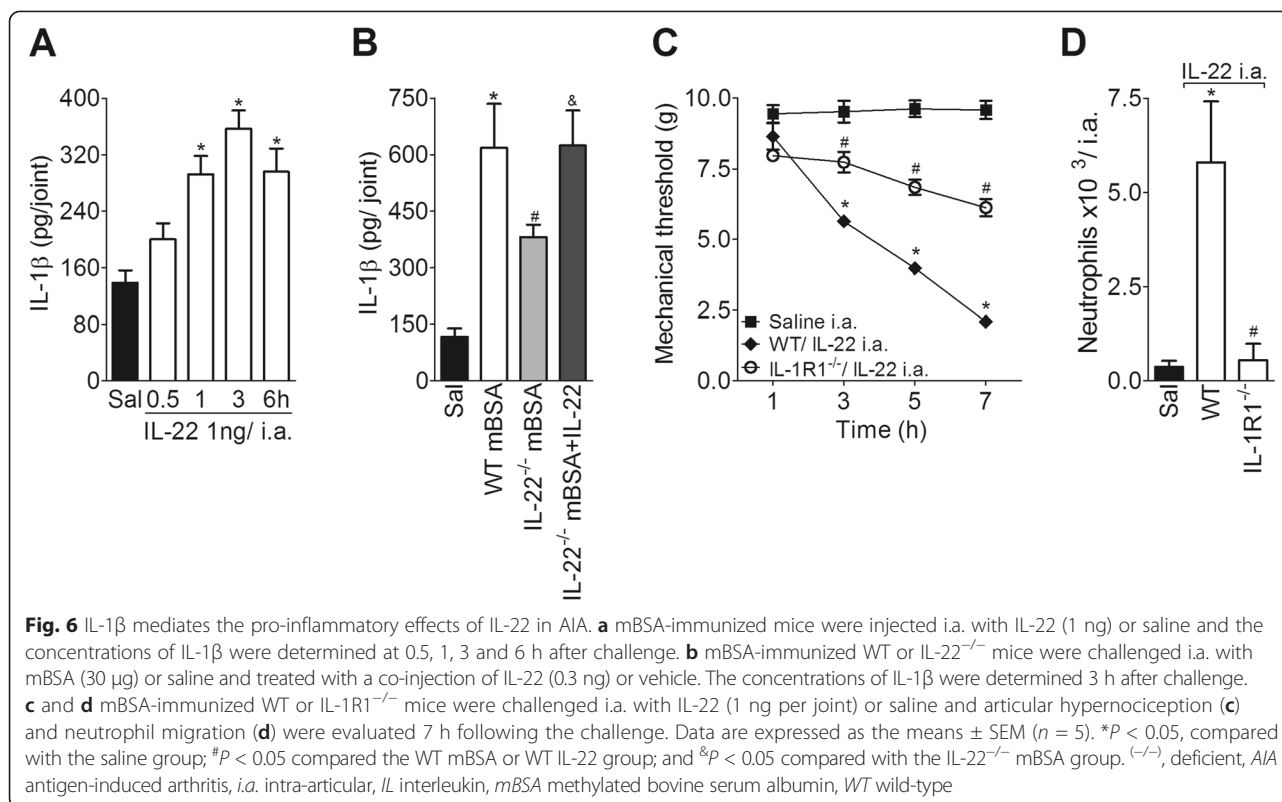 A
IL-1β (pg/joint)
400
320
240
160
80
0
*
*
*
Sal 0.5 1 3 6h
IL-22 1ng/ i.a.
B
IL-1β (pg/ joint)
750
600
450
300
150
0
*
#
&
Sal
WT mBSA
IL-22-/- mBSA
IL-22-/- mBSA+IL-22
C
Mechanical threshold (g)
10.0
7.5
5.0
2.5
0.0
#
#
#
*
*
*
Saline i.a.
WT/ IL-22 i.a.
IL-1R1-/-/ IL-22 i.a.
1 3 5 7
Time (h)
D
IL-22 i.a.
Neutrophils x10 3/ i.a.
7.5
5.0
2.5
0.0
*
#
Sal
WT
IL-1R1-/-
Fig. 6 IL-1β mediates the pro-inflammatory effects of IL-22 in AIA. a mBSA-immunized mice were injected i.a. with IL-22 (1 ng) or saline and the
concentrations of IL-1β were determined at 0.5, 1, 3 and 6 h after challenge. b mBSA-immunized WT or IL-22−/− mice were challenged i.a. with
mBSA (30 μg) or saline and treated with a co-injection of IL-22 (0.3 ng) or vehicle. The concentrations of IL-1β were determined 3 h after challenge.
c and d mBSA-immunized WT or IL-1R1−/− mice were challenged i.a. with IL-22 (1 ng per joint) or saline and articular hypernociception (c)
and neutrophil migration (d) were evaluated 7 h following the challenge. Data are expressed as the means ± SEM (n = 5). *P < 0.05, compared
with the saline group; #P < 0.05 compared the WT mBSA or WT IL-22 group; and &P < 0.05 compared with the IL-22−/− mBSA group. (−/−), deficient, AIA
antigen-induced arthritis, i.a. intra-articular, IL interleukin, mBSA methylated bovine serum albumin, WT wild-type